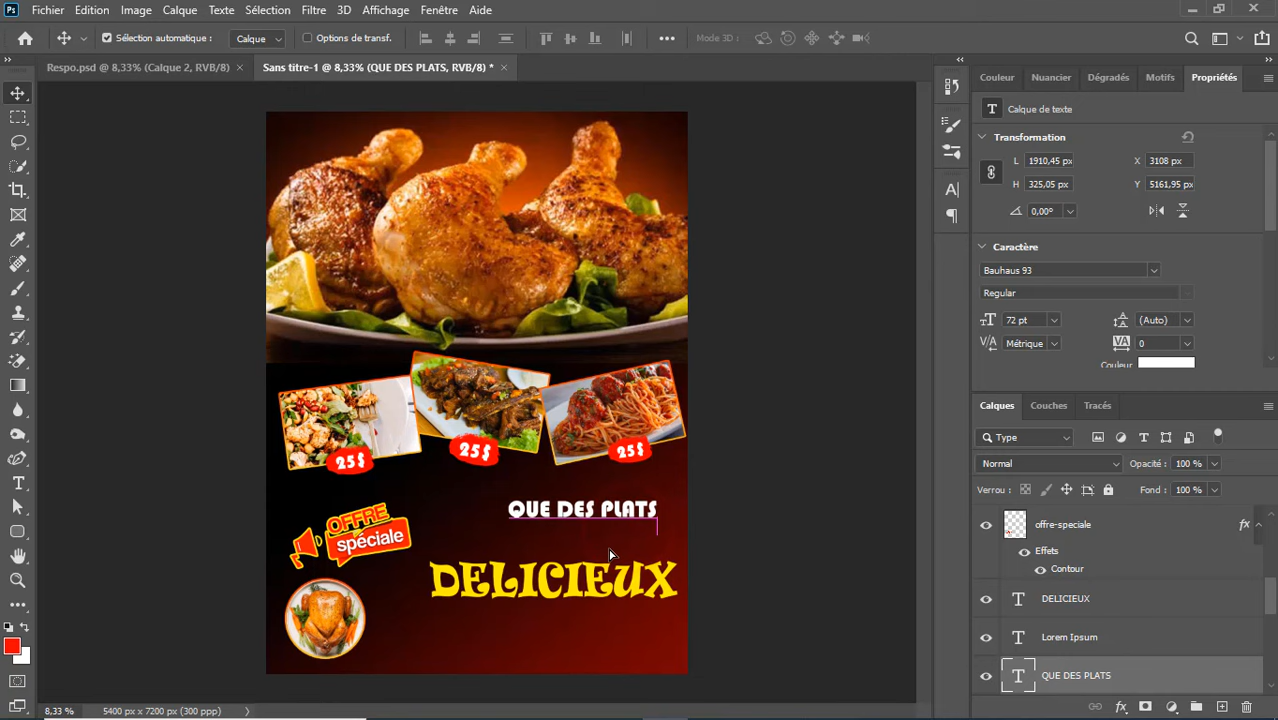 Ps Fichier Edition Image Calque Texte Sélection Filtre 3D Affichage Fenêtre Aide
Sélection automatique : Calque Options de transf. Mode 3D :
Respo.psd @ 8,33% (Calque 2, RVB/8) × Sans titre-1 @ 8,33% (QUE DES PLATS, RVB/8) * ×
Couleur Nuancier Dégradés Motifs Propriétés
T Calque de texte
Transformation
L 1910,45 px X 3108 px
H 325,05 px Y 5161,95 px
0,00°
Caractère
Bauhaus 93
Regular
72 pt (Auto)
Métrique 0
Couleur
25$ 25$ 25$
QUE DES PLATS
OFFRE
spéciale
DELICIEUX
Calques Couches Tracés
Type
Normal Opacité : 100 %
Verrou : Fond : 100 %
offre-speciale fx
Effets
Contour
T DELICIEUX
T Lorem Ipsum
T QUE DES PLATS
8,33 % 5400 px x 7200 px (300 ppp)